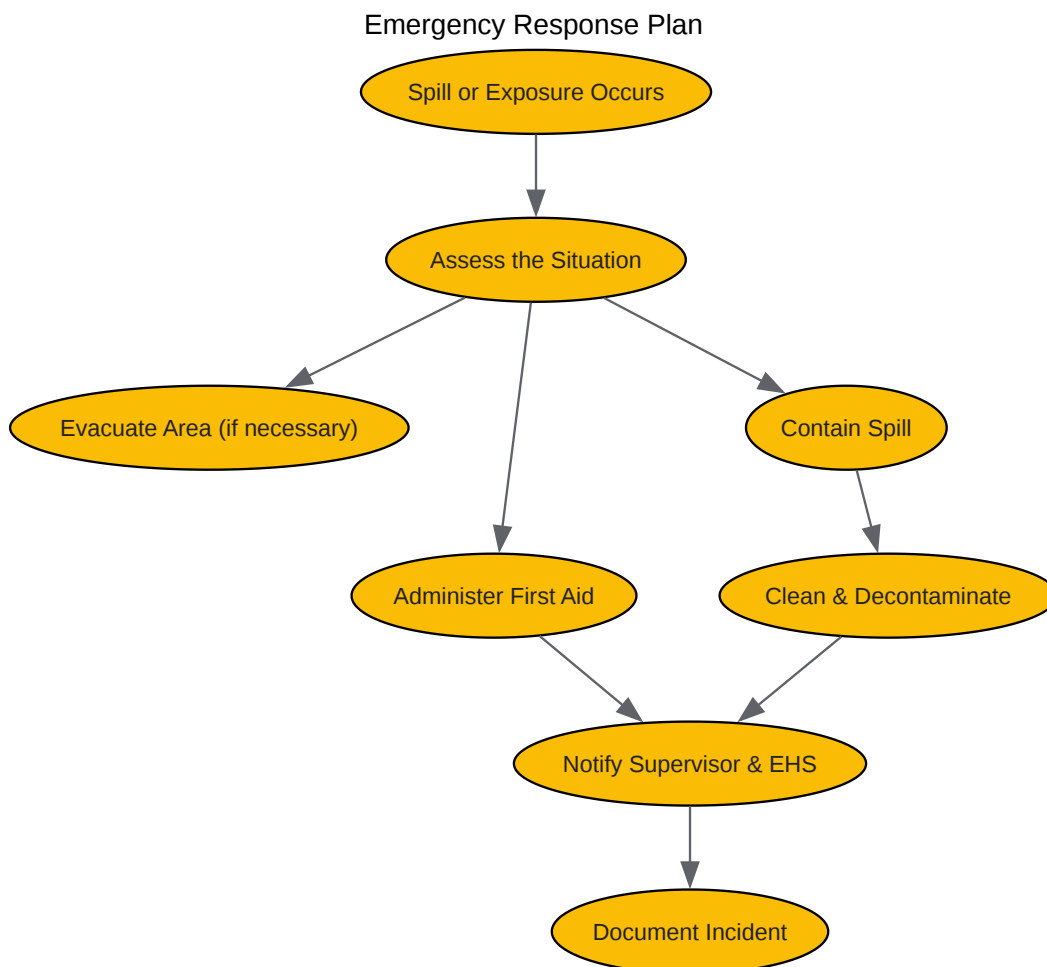 Emergency Response Plan
Spill or Exposure Occurs
Assess the Situation
Evacuate Area (if necessary)
Contain Spill
Administer First Aid
Clean & Decontaminate
Notify Supervisor & EHS
Document Incident